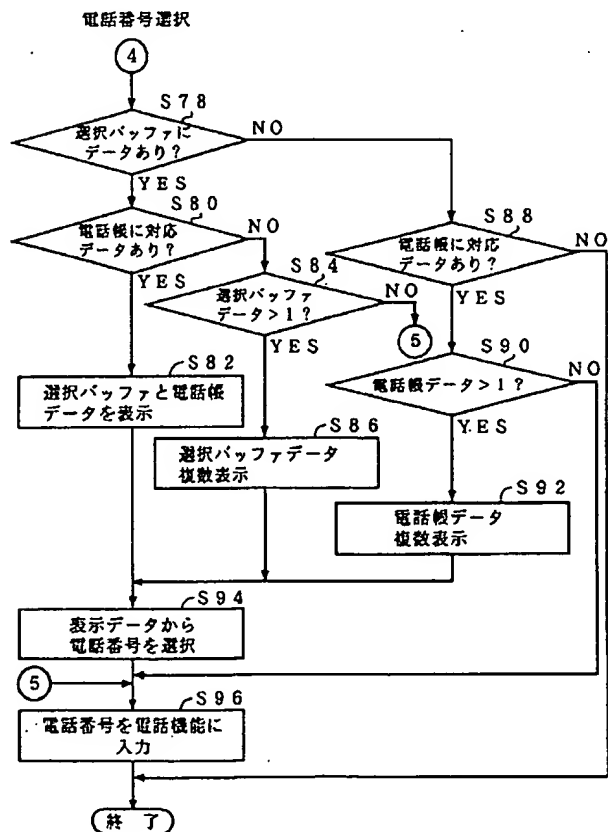 電話番号選択
4
S78
選択バッファに
データあり?
NO
YES
S80
電話帳に対応
データあり?
NO
YES
S88
電話帳に対応
データあり?
NO
YES
S84
選択バッファ
データ>1?
NO
YES
5
S90
電話帳データ>1?
NO
YES
S82
選択バッファと電話帳
データを表示
S86
選択バッファデータ
複数表示
S92
電話帳データ
複数表示
S94
表示データから
電話番号を選択
5
S96
電話番号を電話機能に
入力
終了